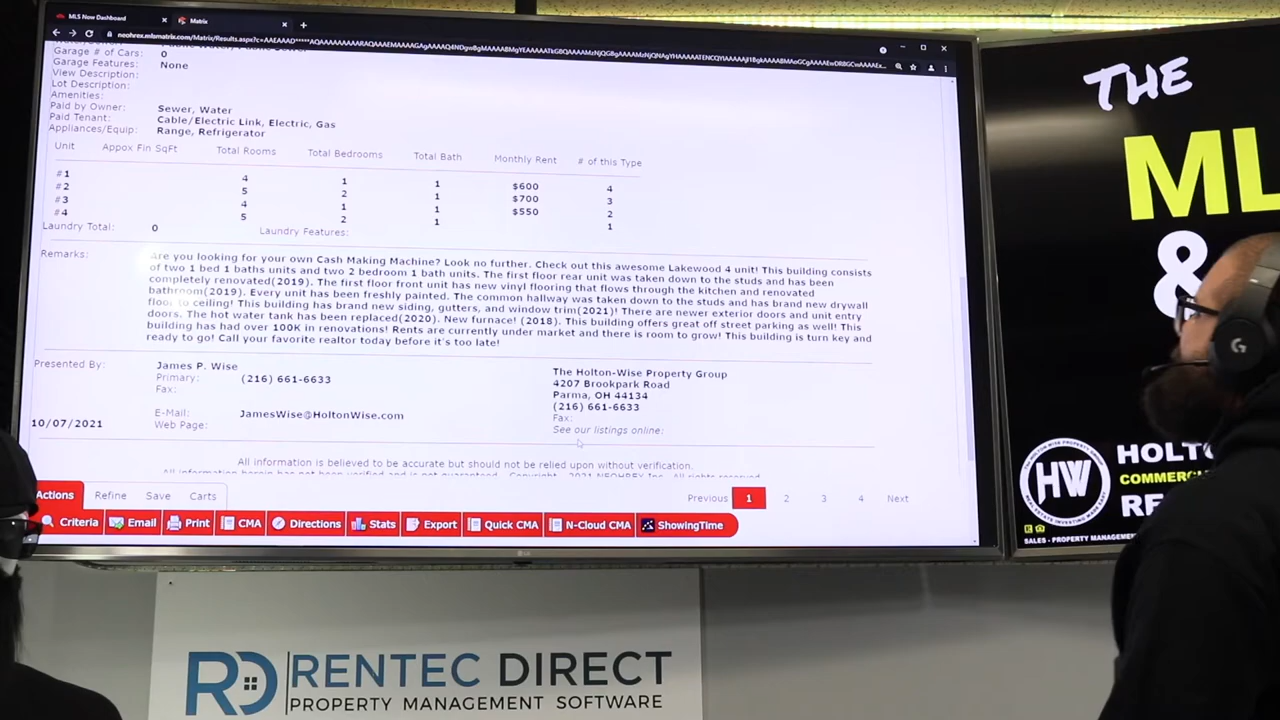 MLS Now Dashboard
Matrix
neohrex.mlsmatrix.com/Matrix/Results.aspx?c=
Garage # of Cars: 0
Garage Features: None
View Description:
Lot Description:
Amenities:
Paid by Owner: Sewer, Water
Paid Tenant: Cable/Electric Link, Electric, Gas
Appliances/Equip: Range, Refrigerator
Unit Appox Fin SqFt Total Rooms Total Bedrooms Total Bath Monthly Rent # of this Type
#1 4 1 1 $600 4
#2 5 2 1 $700 3
#3 4 1 1 $550 2
#4 5 2 1 1
Laundry Total: 0 Laundry Features:
Remarks: Are you looking for your own Cash Making Machine? Look no further. Check out this awesome Lakewood 4 unit! This building consists
of two 1 bed 1 baths units and two 2 bedroom 1 bath units. The first floor rear unit was taken down to the studs and has been
completely renovated(2019). The first floor front unit has new vinyl flooring that flows through the kitchen and renovated
bathroom(2019). Every unit has been freshly painted. The common hallway was taken down to the studs and has brand new drywall
floor to ceiling! This building has brand new siding, gutters, and window trim(2021)! There are newer exterior doors and unit entry
doors. The hot water tank has been replaced(2020). New furnace! (2018). This building offers great off street parking as well! This
building has had over 100K in renovations! Rents are currently under market and there is room to grow! This building is turn key and
ready to go! Call your favorite realtor today before it's too late!
Presented By: James P. Wise
Primary: (216) 661-6633
Fax:
E-Mail: JamesWise@HoltonWise.com
Web Page:
10/07/2021
The Holton-Wise Property Group
4207 Brookpark Road
Parma, OH 44134
(216) 661-6633
Fax:
See our listings online:
All information is believed to be accurate but should not be relied upon without verification.
Actions Refine Save Carts
Previous 1 2 3 4 Next
Criteria Email Print CMA Directions Stats Export Quick CMA N-Cloud CMA ShowingTime
LG
THE
ML
&
HW
HOLT
COMMERC
RE
SALES - PROPERTY MANAGEMENT
RD RENTEC DIRECT
PROPERTY MANAGEMENT SOFTWARE